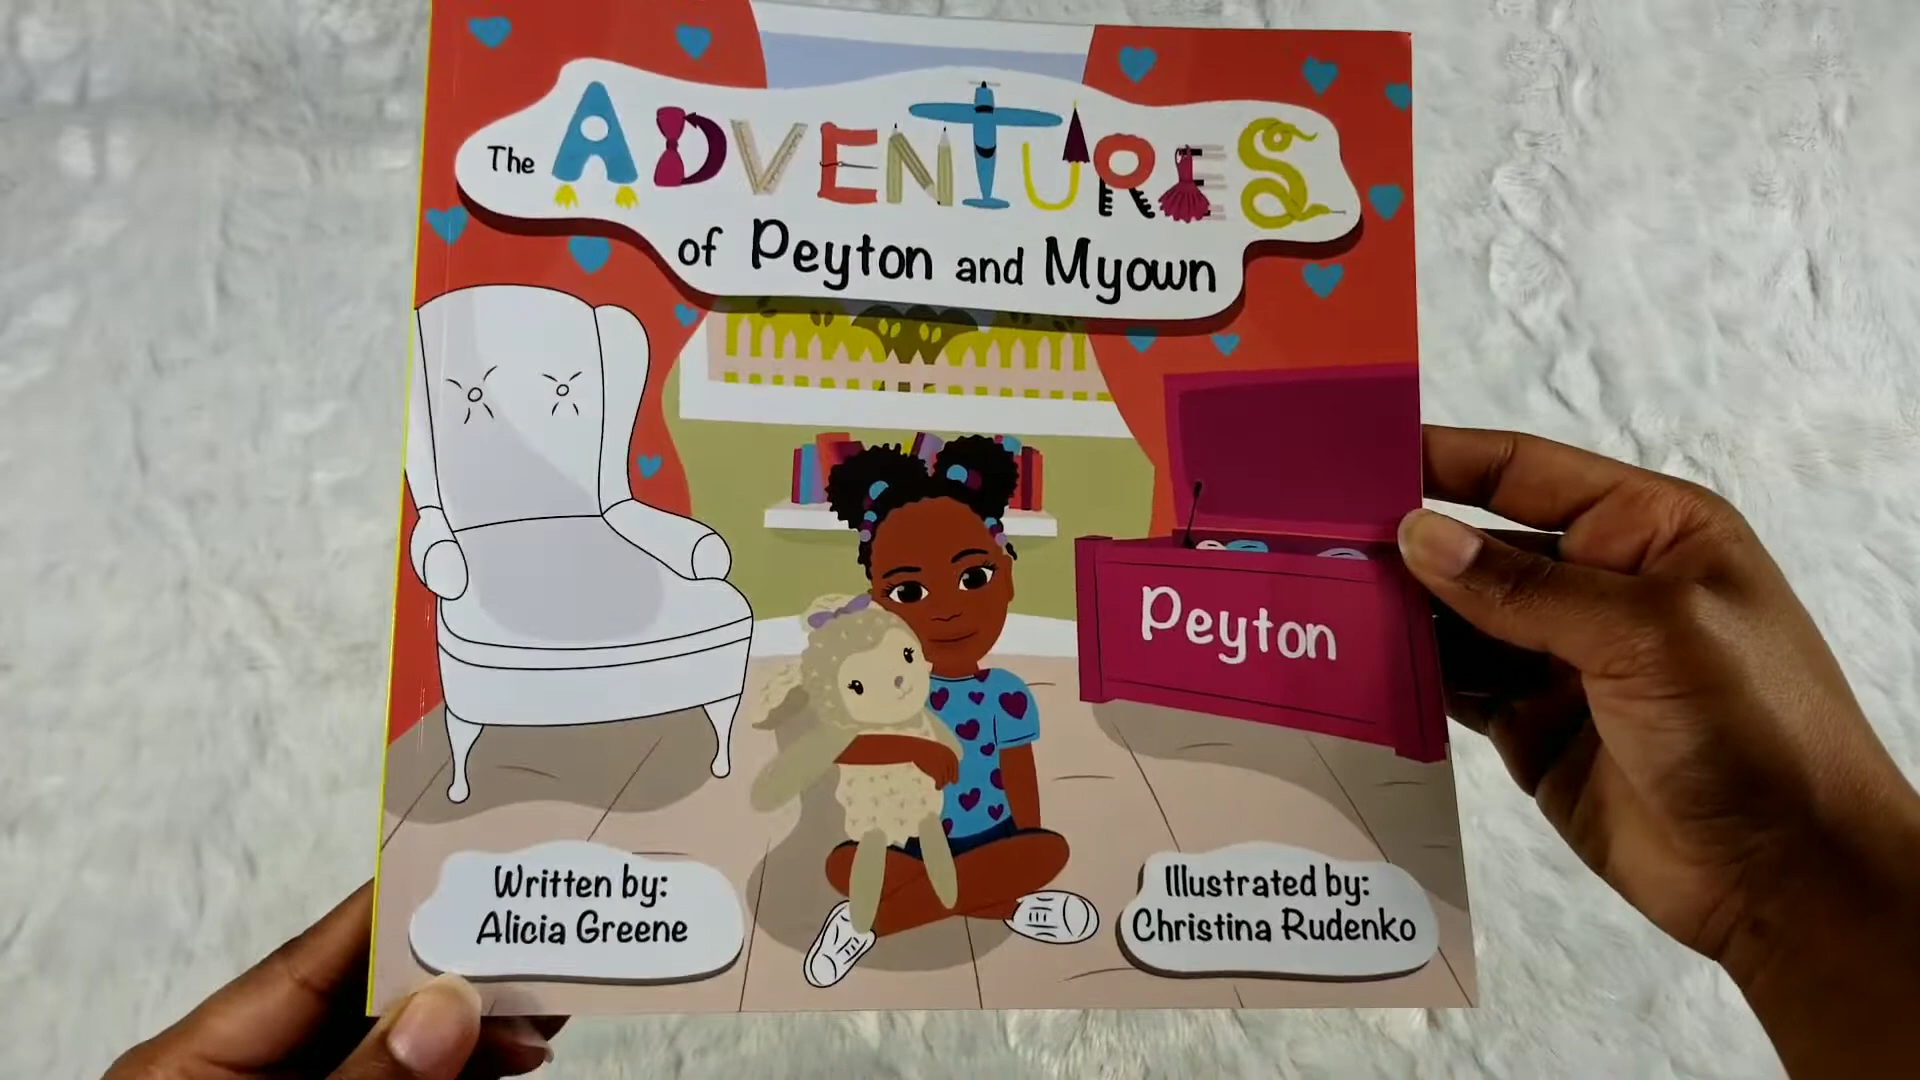 The ADVENTURES
of Peyton and Myown
Peyton
Written by:
Alicia Greene
Illustrated by:
Christina Rudenko